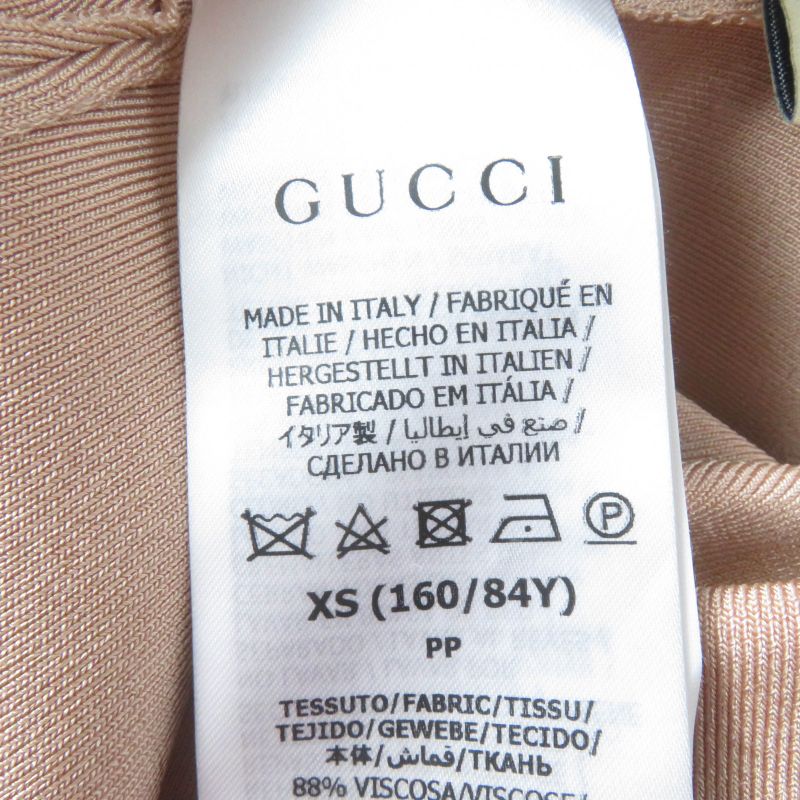 GUCCI
MADE IN ITALY / FABRIQUÉ EN
ITALIE / HECHO EN ITALIA /
HERGESTELLT IN ITALIEN /
FABRICADO EM ITÁLIA /
イタリア製 / صنع في إيطاليا /
СДЕЛАНО В ИТАЛИИ
P
XS (160/84Y)
PP
TESSUTO/FABRIC/TISSU/
TEJIDO/GEWEBE/TECIDO/
本体/قماش/ТКАНЬ
88% VISCOSA/VISCOSE/